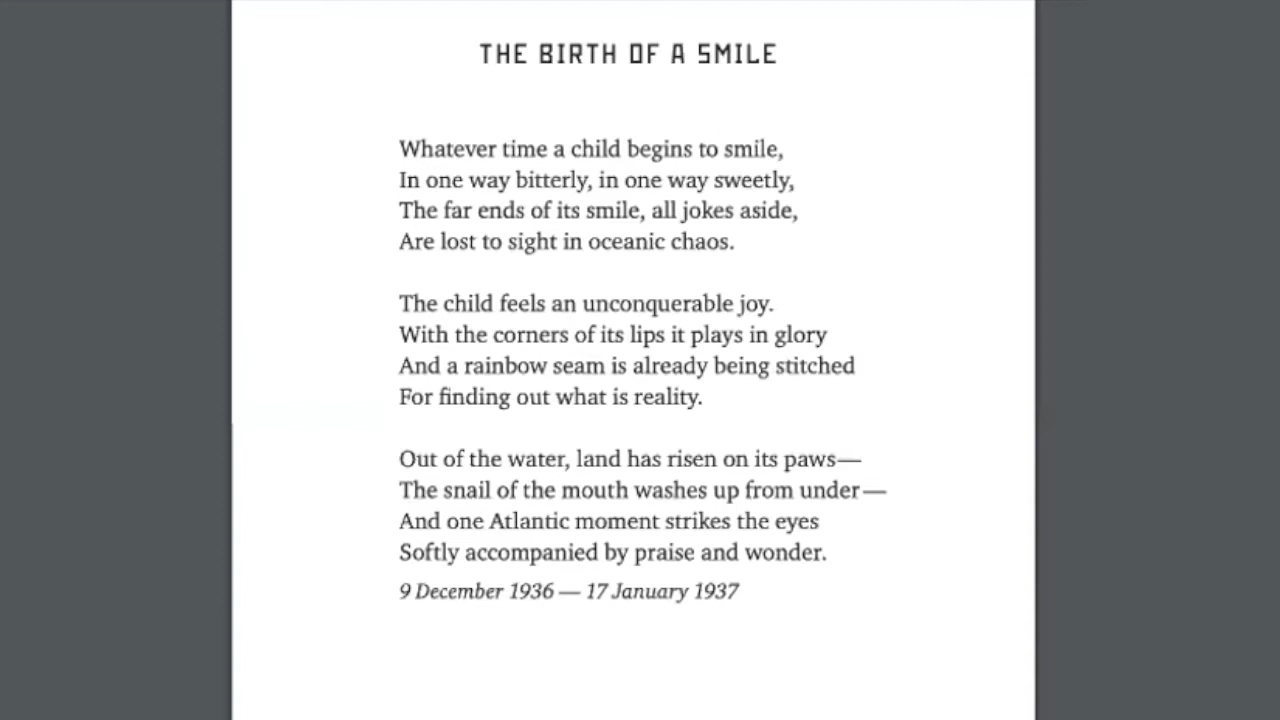 THE BIRTH OF A SMILE
Whatever time a child begins to smile,
In one way bitterly, in one way sweetly,
The far ends of its smile, all jokes aside,
Are lost to sight in oceanic chaos.
The child feels an unconquerable joy.
With the corners of its lips it plays in glory
And a rainbow seam is already being stitched
For finding out what is reality.
Out of the water, land has risen on its paws—
The snail of the mouth washes up from under—
And one Atlantic moment strikes the eyes
Softly accompanied by praise and wonder.
9 December 1936 — 17 January 1937